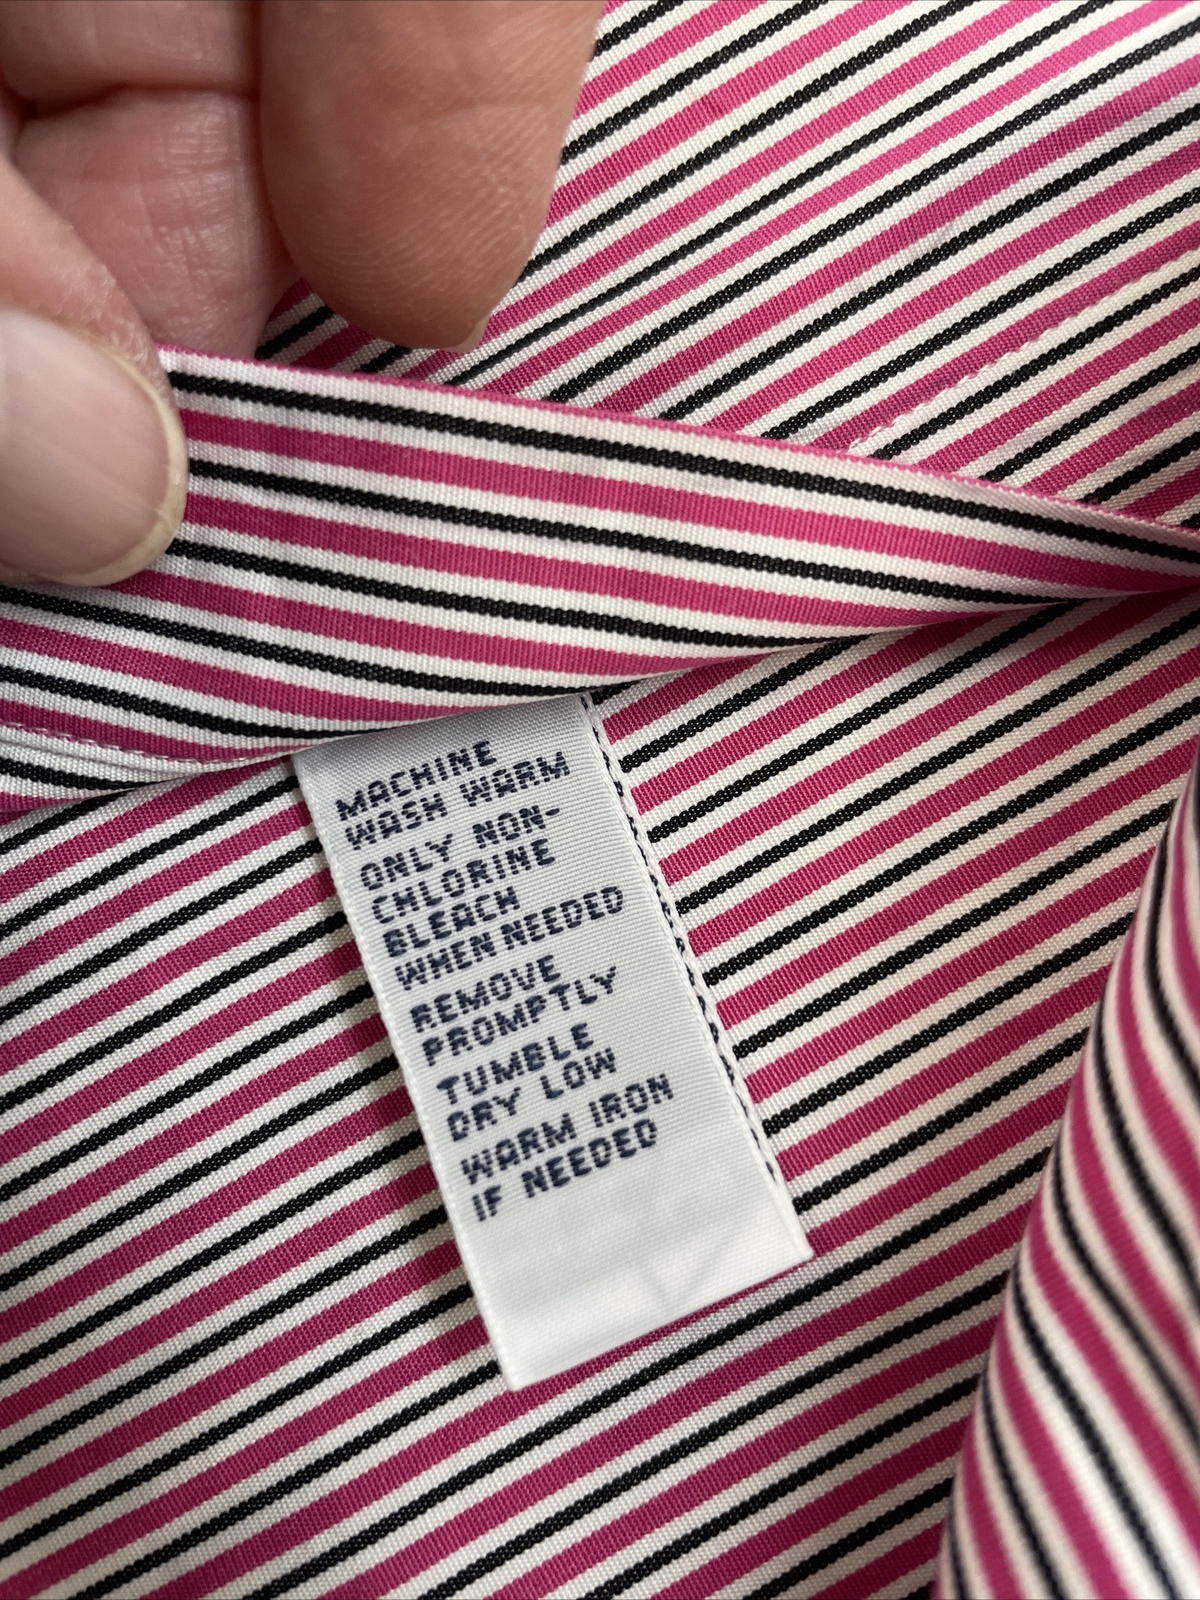 MACHINE
WASH WARM
ONLY NON-
CHLORINE
BLEACH
WHEN NEEDED
REMOVE
PROMPTLY
TUMBLE
DRY LOW
WARM IRON
IF NEEDED